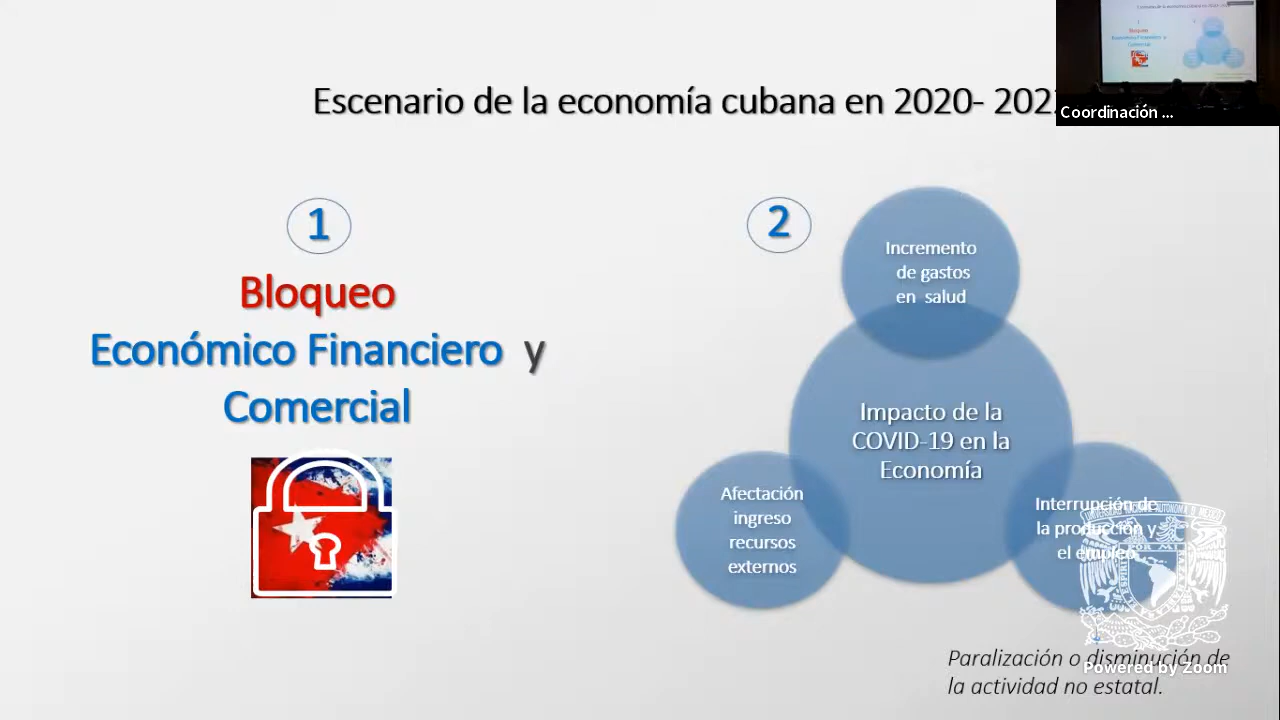 Escenario de la economía cubana en 2020- 202
Coordinación ...
1
Bloqueo
Económico Financiero y
Comercial
2
Incremento
de gastos
en salud
Impacto de la
COVID-19 en la
Economía
Afectación
ingreso
recursos
externos
Interrupción de
la producción y
el empleo
Paralización o disminución de
la actividad no estatal.
Powered by Zoom